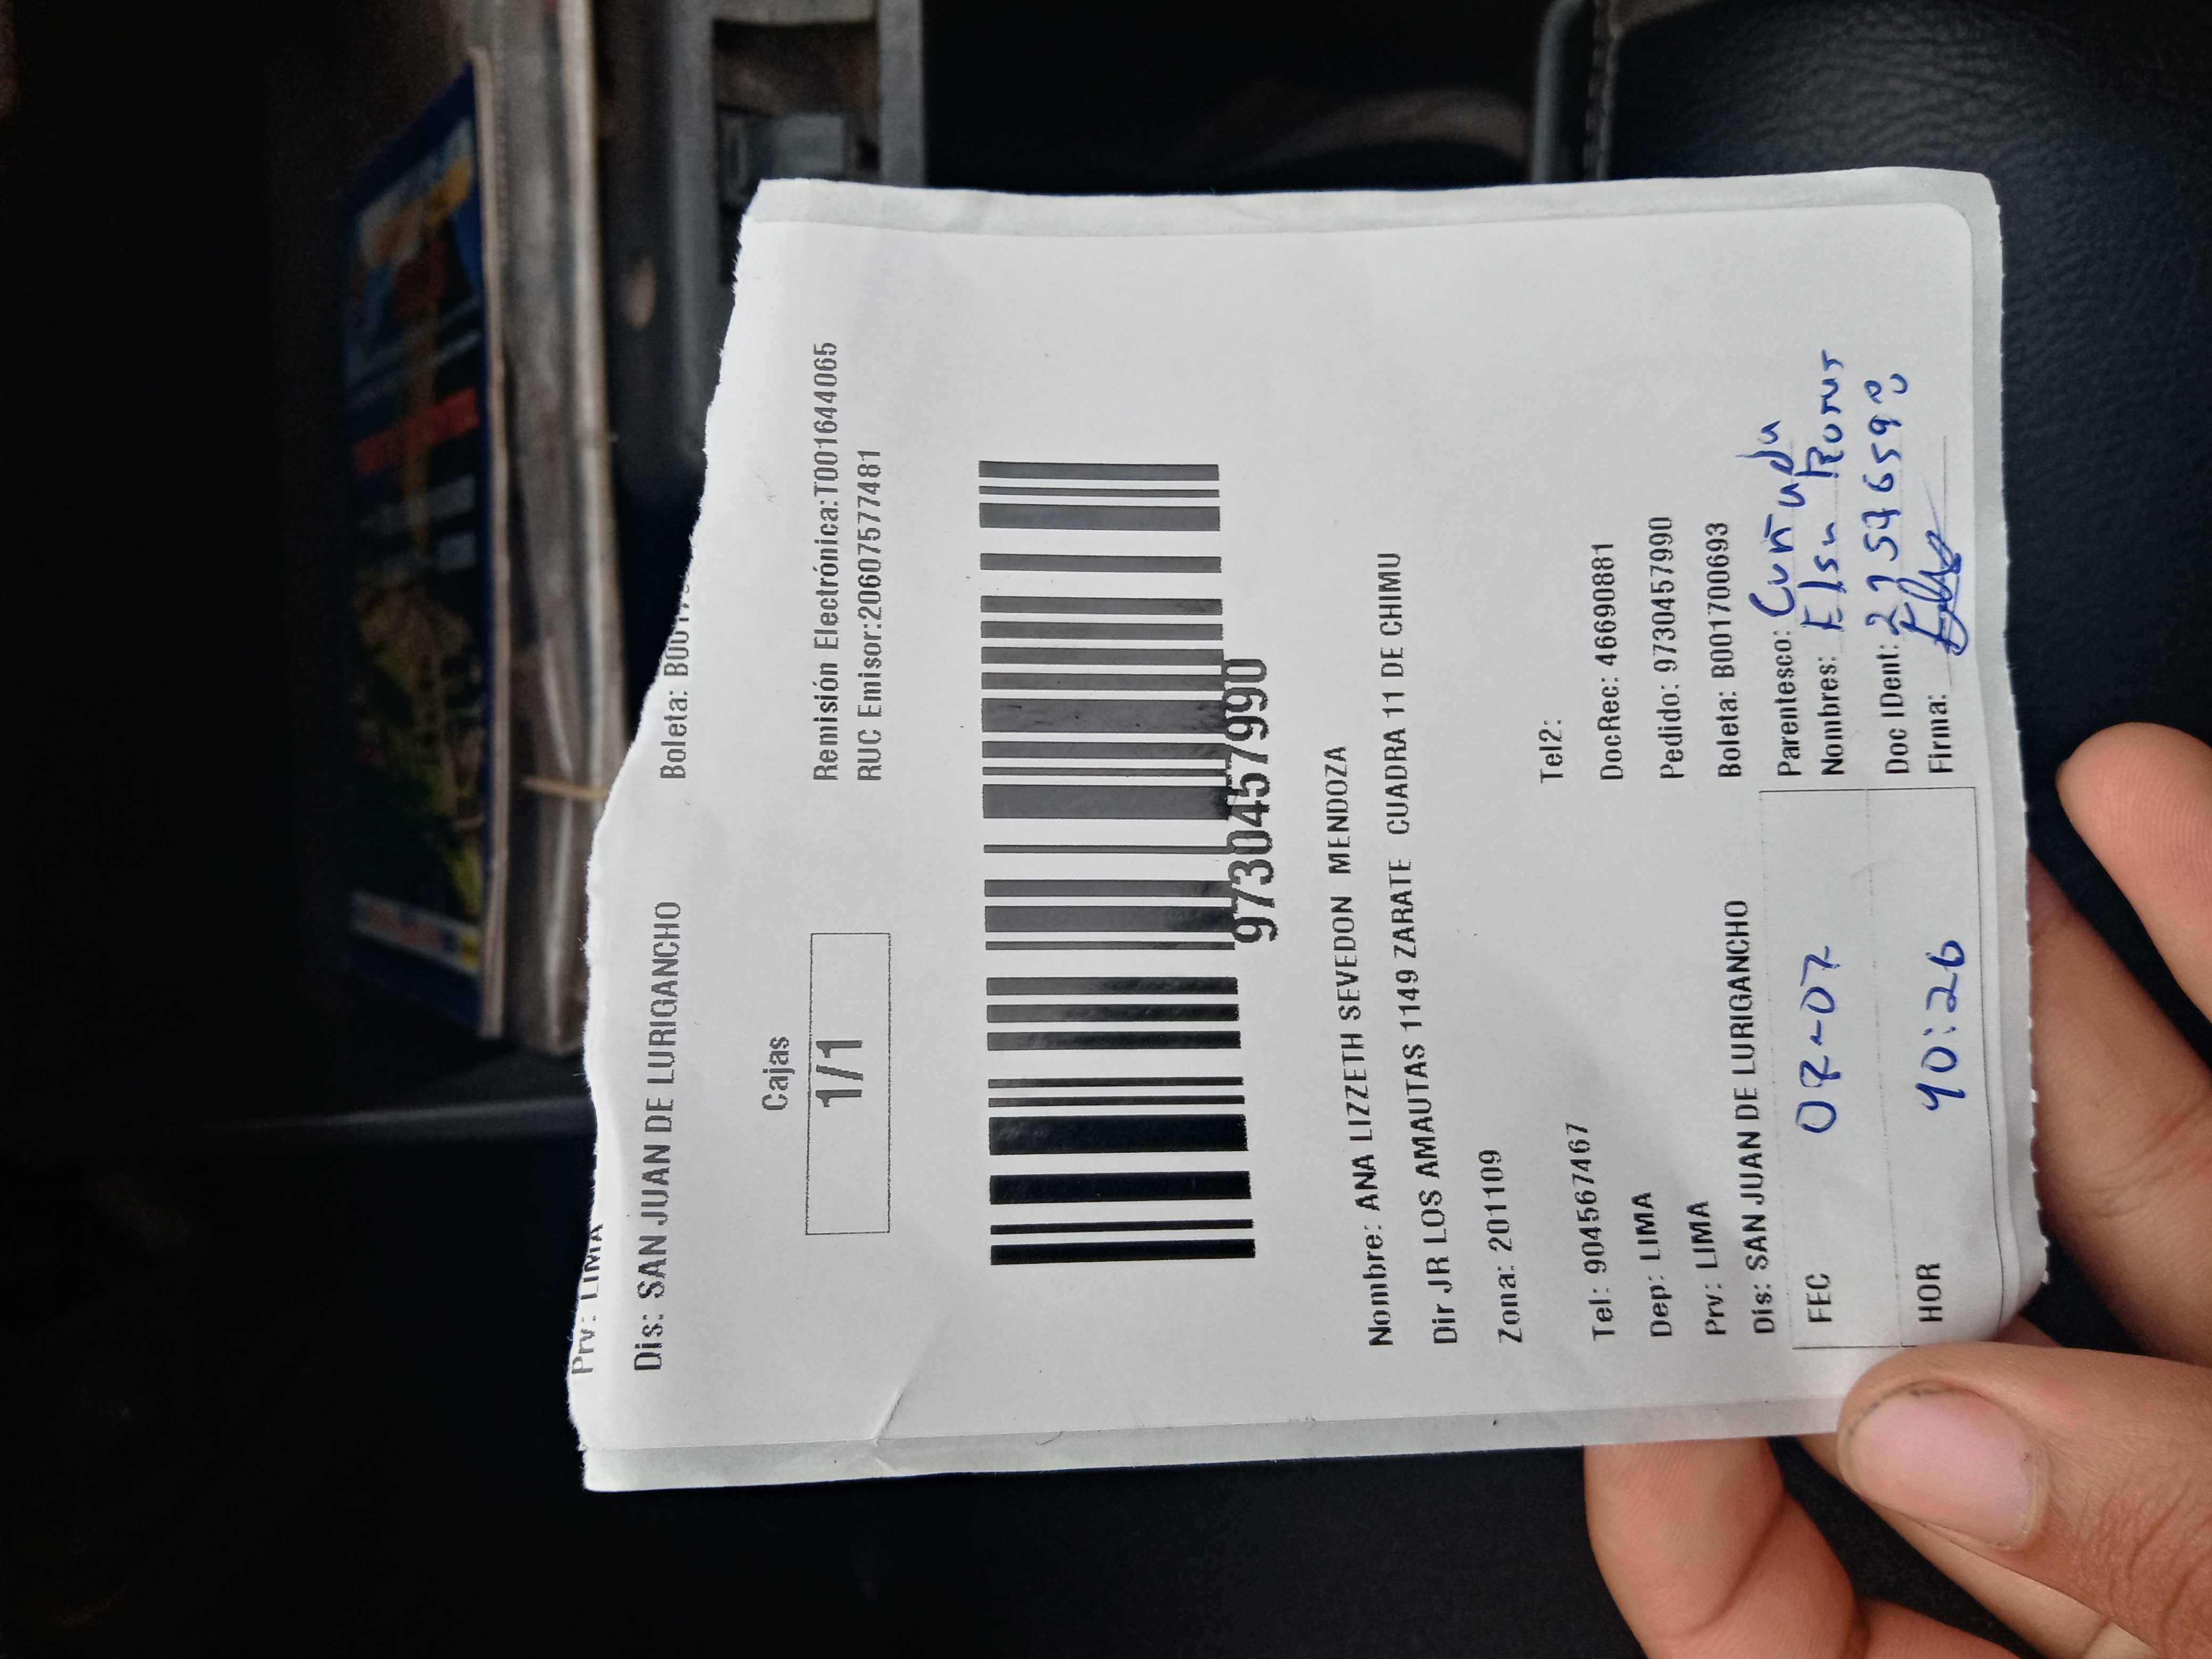 Prv: LIMA
Dis: SAN JUAN DE LURIGANCHO
Boleta:
Cajas
1/1
Remisión Electrónica:T001644065
RUC Emisor:20607577481
9730457990
Nombre: ANA LIZZETH SEVEDON MENDOZA
Dir JR LOS AMAUTAS 1149 ZARATE CUADRA 11 DE CHIMU
Zona: 201109
Tel2:
Tel: 904567467
DocRec: 46690881
Dep: LIMA
Pedido: 9730457990
Prv: LIMA
Boleta: B001700693
Dis: SAN JUAN DE LURIGANCHO
Parentesco: Cuñada
FEC 07-07
Nombres: Elsa
Doc IDent:
HOR 10:26
Firma: